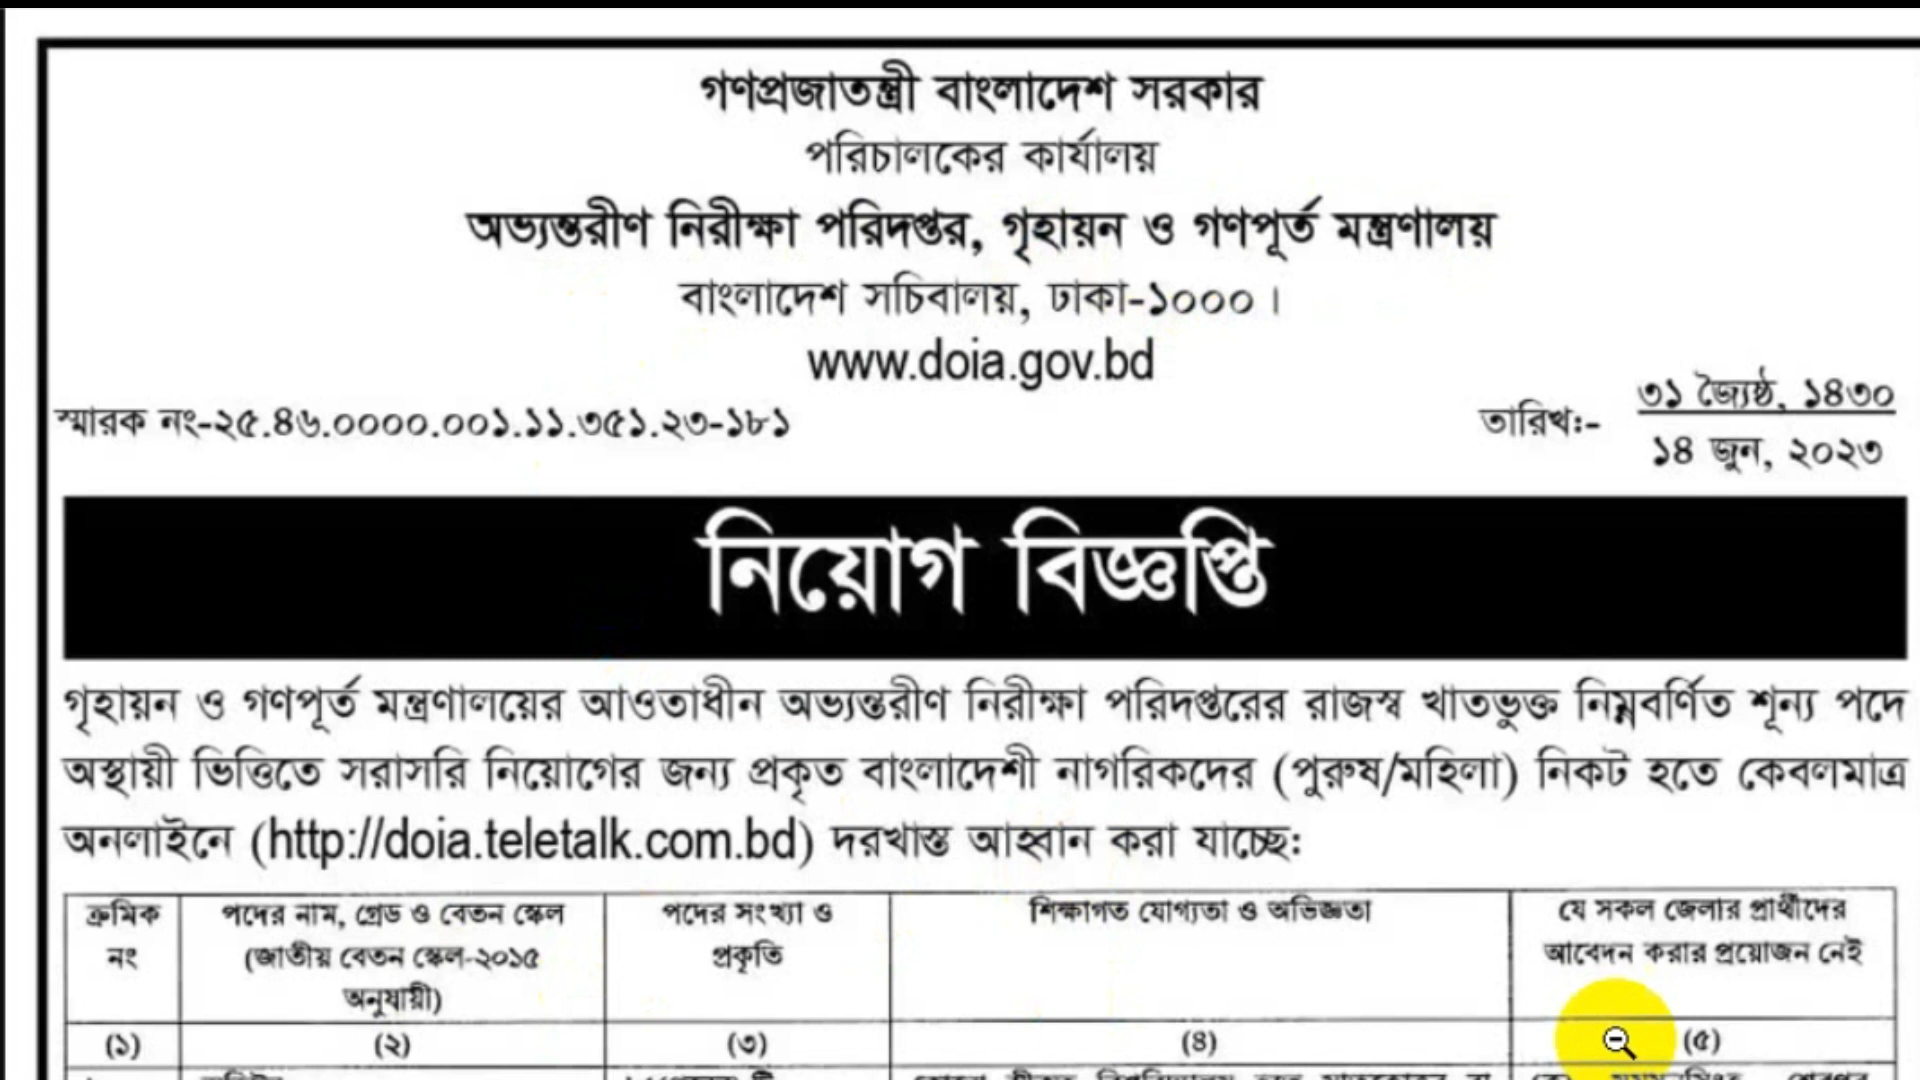 গণপ্রজাতন্ত্রী বাংলাদেশ সরকার
পরিচালকের কার্যালয়
অভ্যন্তরীণ নিরীক্ষা পরিদপ্তর, গৃহায়ন ও গণপূর্ত মন্ত্রণালয়
বাংলাদেশ সচিবালয়, ঢাকা-১০০০।
www.doia.gov.bd
স্মারক নং-২৫.৪৬.০০০০.০০১.১১.৩৫১.২৩-১৮১
তারিখঃ- ৩১ জ্যৈষ্ঠ, ১৪৩০
১৪ জুন, ২০২৩
নিয়োগ বিজ্ঞপ্তি
গৃহায়ন ও গণপূর্ত মন্ত্রণালয়ের আওতাধীন অভ্যন্তরীণ নিরীক্ষা পরিদপ্তরের রাজস্ব খাতভুক্ত নিম্নবর্ণিত শূন্য পদে
অস্থায়ী ভিত্তিতে সরাসরি নিয়োগের জন্য প্রকৃত বাংলাদেশী নাগরিকদের (পুরুষ/মহিলা) নিকট হতে কেবলমাত্র
অনলাইনে (http://doia.teletalk.com.bd) দরখাস্ত আহ্বান করা যাচ্ছে:
ক্রমিক
নং
পদের নাম, গ্রেড ও বেতন স্কেল
(জাতীয় বেতন স্কেল-২০১৫
অনুযায়ী)
পদের সংখ্যা ও
প্রকৃতি
শিক্ষাগত যোগ্যতা ও অভিজ্ঞতা
যে সকল জেলার প্রার্থীদের
আবেদন করার প্রয়োজন নেই
(১) (২) (৩) (৪) (৫)